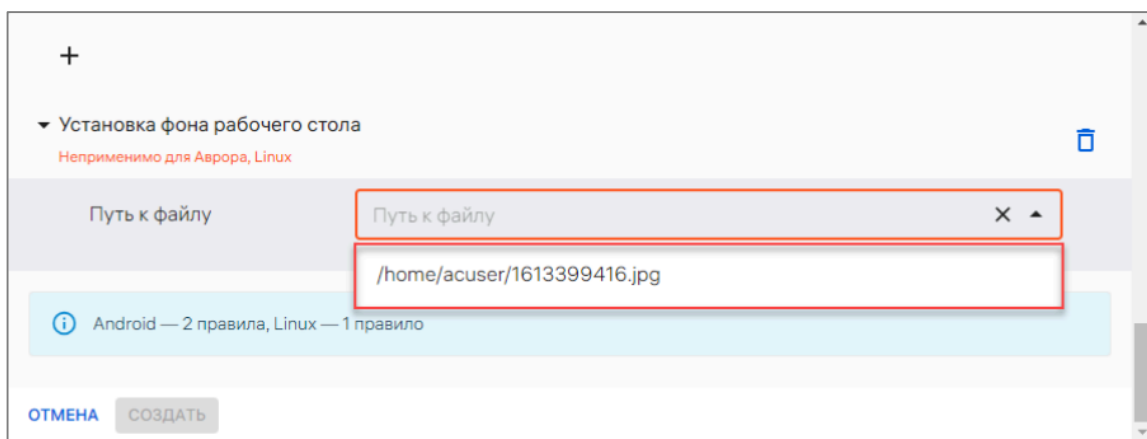 +
Установка фона рабочего стола
Неприменимо для Аврора, Linux
Путь к файлу
Путь к файлу
/home/acuser/1613399416.jpg
Android — 2 правила, Linux — 1 правило
ОТМЕНА СОЗДАТЬ